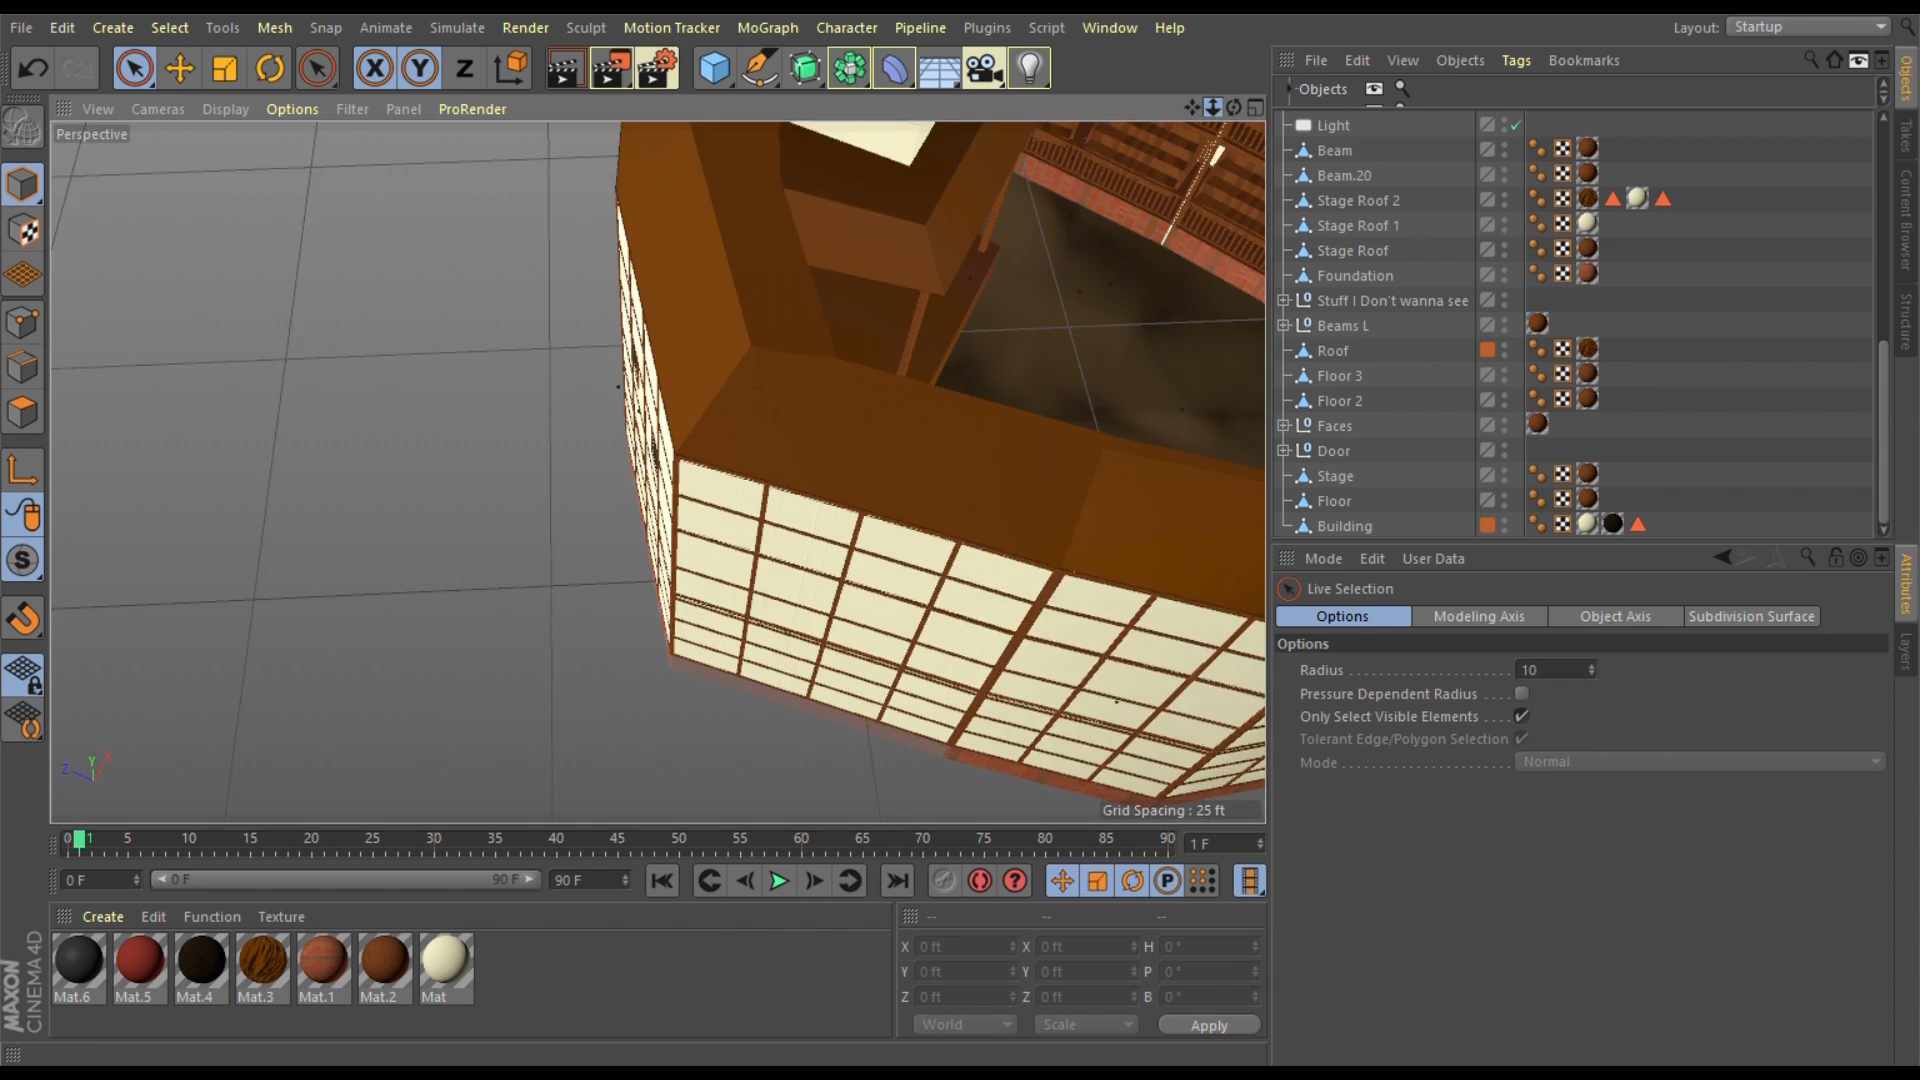 File Edit Create Select Tools Mesh Snap Animate Simulate Render Sculpt Motion Tracker MoGraph Character Pipeline Plugins Script Window Help Layout: Startup
X Y Z
View Cameras Display Options Filter Panel ProRender
Perspective
Grid Spacing : 25 ft
Z Y X
0 1 5 10 15 20 25 30 35 40 45 50 55 60 65 70 75 80 85 90 1 F
0 F 0 F 90 F 90 F
Create Edit Function Texture
Mat.6 Mat.5 Mat.4 Mat.3 Mat.1 Mat.2 Mat
MAXON
CINEMA 4D
-- -- --
X 0 ft X 0 ft H 0 °
Y 0 ft Y 0 ft P 0 °
Z 0 ft Z 0 ft B 0 °
World Scale Apply
File Edit View Objects Tags Bookmarks
Objects
Light
Beam
Beam.20
Stage Roof 2
Stage Roof 1
Stage Roof
Foundation
Stuff I Don't wanna see
Beams L
Roof
Floor 3
Floor 2
Faces
Door
Stage
Floor
Building
Objects
Takes
Content Browser
Structure
Mode Edit User Data
Live Selection
Options Modeling Axis Object Axis Subdivision Surface
Options
Radius 10
Pressure Dependent Radius
Only Select Visible Elements
Tolerant Edge/Polygon Selection
Mode Normal
Attributes
Layers